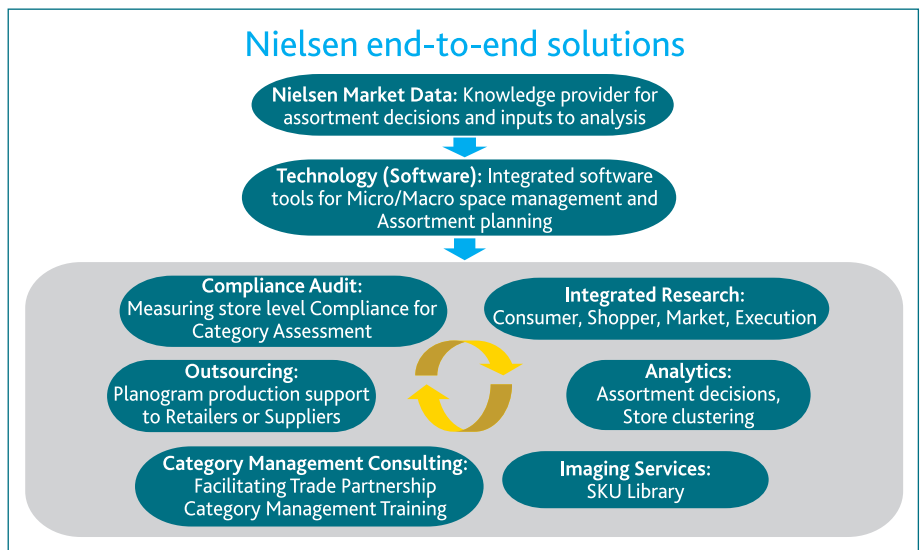 Nielsen end-to-end solutions
Nielsen Market Data: Knowledge provider for
assortment decisions and inputs to analysis
Technology (Software): Integrated software
tools for Micro/Macro space management and
Assortment planning
Compliance Audit:
Measuring store level Compliance for
Category Assessment
Integrated Research:
Consumer, Shopper, Market, Execution
Outsourcing:
Planogram production support
to Retailers or Suppliers
Analytics:
Assortment decisions,
Store clustering
Category Management Consulting:
Facilitating Trade Partnership
Category Management Training
Imaging Services:
SKU Library